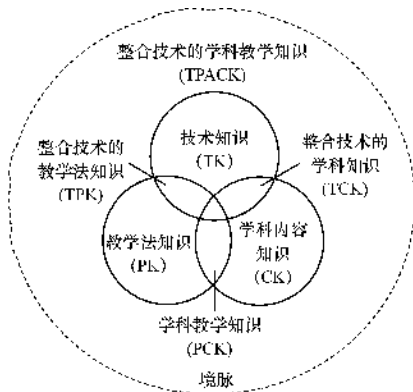 整合技术的学科教学知识
(TPACK)
技术知识
(TK)
整合技术的
教学法知识
(TPK)
整合技术的
学科知识
(TCK)
教学法知识
(PK)
学科内容
知识
(CK)
学科教学知识
(PCK)
境脉